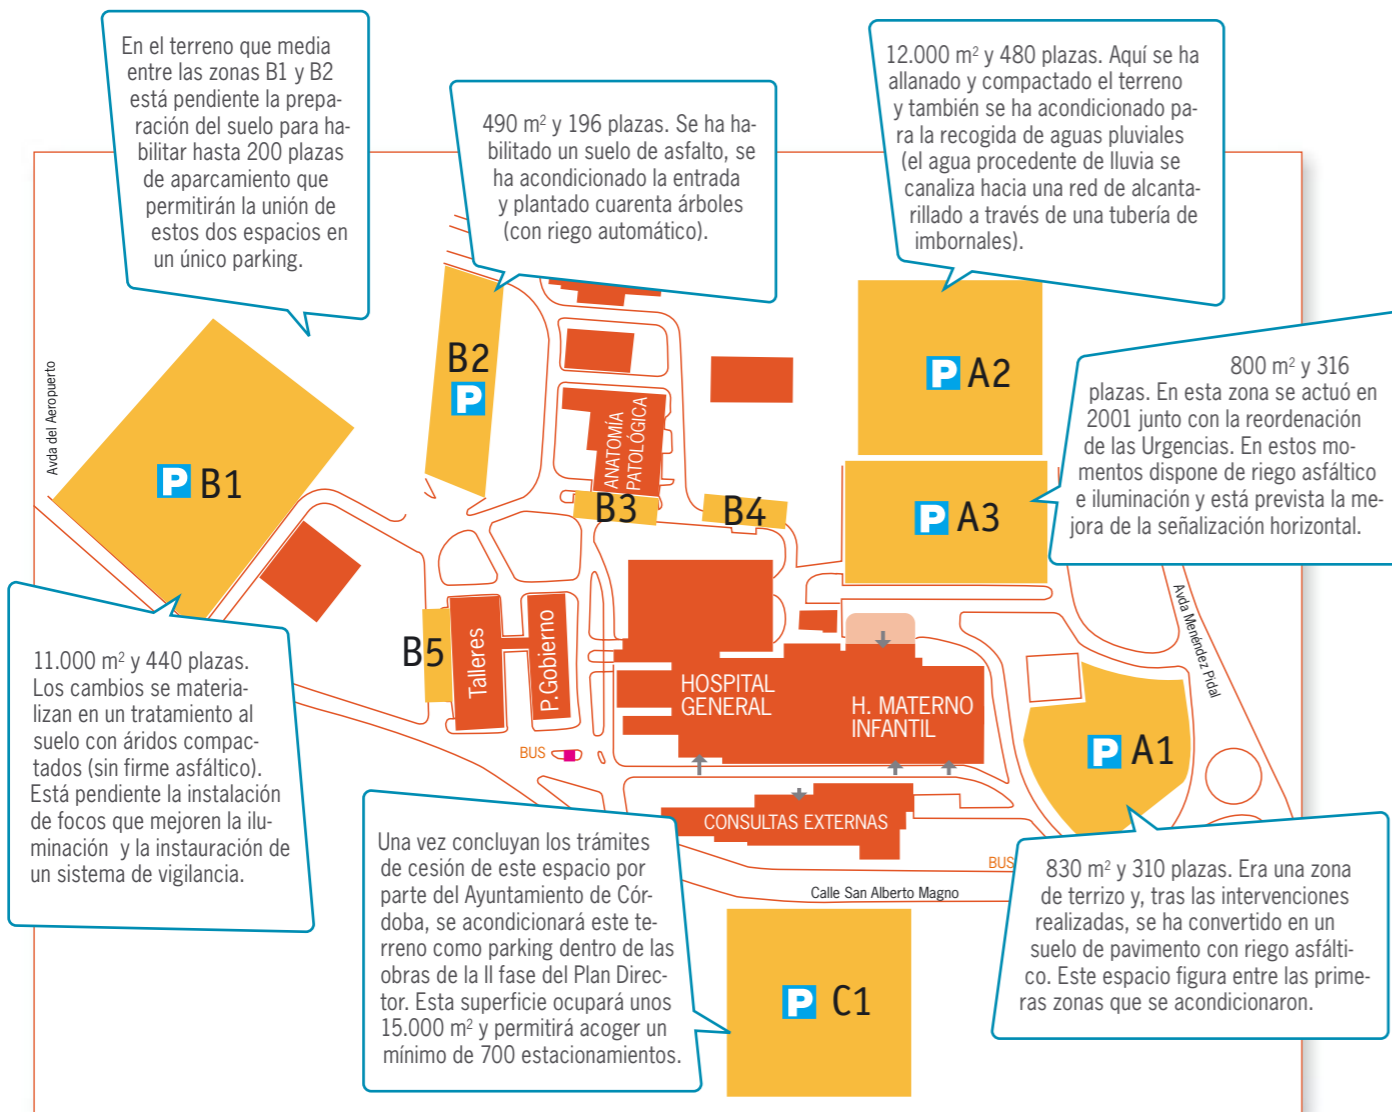 En el terreno que media
entre las zonas B1 y B2
está pendiente la prepa-
ración del suelo para ha-
bilitar hasta 200 plazas
de aparcamiento que
permitirán la unión de
estos dos espacios en
un único parking.
490 m² y 196 plazas. Se ha ha-
bilitado un suelo de asfalto, se
ha acondicionado la entrada
y plantado cuarenta árboles
(con riego automático).
12.000 m² y 480 plazas. Aquí se ha
allanado y compactado el terreno
y también se ha acondicionado pa-
ra la recogida de aguas pluviales
(el agua procedente de lluvia se
canaliza hacia una red de alcanta-
rillado a través de una tubería de
imbornales).
800 m² y 316
plazas. En esta zona se actuó en
2001 junto con la reordenación
de las Urgencias. En estos mo-
mentos dispone de riego asfáltico
e iluminación y está prevista la me-
jora de la señalización horizontal.
Avda del Aeropuerto
B2
P
P A2
ANATOMÍA
PATOLÓGICA
P B1
B3
B4
P A3
Avda Menéndez Pidal
B5
Talleres
P.Gobierno
HOSPITAL
GENERAL
H. MATERNO
INFANTIL
P A1
BUS
CONSULTAS EXTERNAS
BUS
Calle San Alberto Magno
11.000 m² y 440 plazas.
Los cambios se materia-
lizan en un tratamiento al
suelo con áridos compac-
tados (sin firme asfáltico).
Está pendiente la instalación
de focos que mejoren la ilu-
minación y la instauración de
un sistema de vigilancia.
Una vez concluyan los trámites
de cesión de este espacio por
parte del Ayuntamiento de Cór-
doba, se acondicionará este te-
rreno como parking dentro de las
obras de la II fase del Plan Direc-
tor. Esta superficie ocupará unos
15.000 m² y permitirá acoger un
mínimo de 700 estacionamientos.
P C1
830 m² y 310 plazas. Era una zona
de terrizo y, tras las intervenciones
realizadas, se ha convertido en un
suelo de pavimento con riego asfálti-
co. Este espacio figura entre las prime-
ras zonas que se acondicionaron.